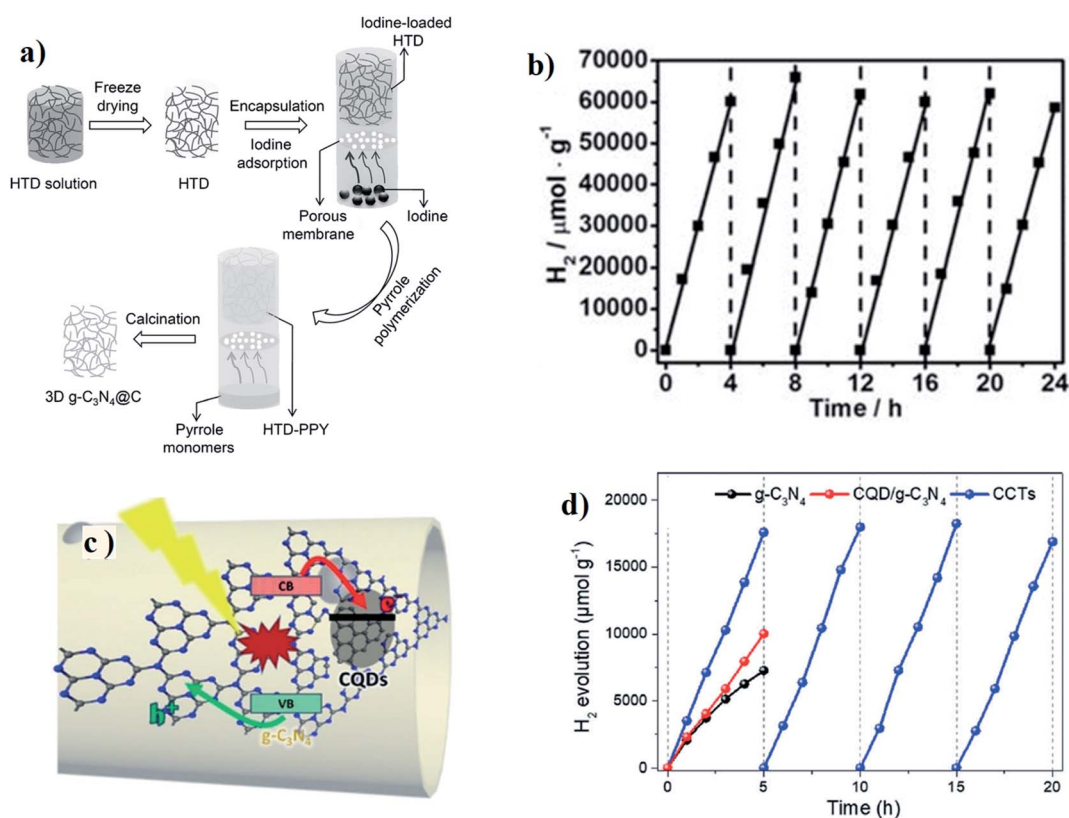 a)
Iodine-loaded
HTD
Freeze
drying
Encapsulation
Iodine
adsorption
HTD solution
HTD
Porous
membrane
Iodine
Pyrrole
polymerization
Calcination
3D g-C₃N₄@C
Pyrrole
monomers
HTD-PPY
b)
H₂ / μmol · g⁻¹
70000
60000
50000
40000
30000
20000
10000
0
0 4 8 12 16 20 24
Time / h
c )
CB
e⁻
CQDs
VB
h⁺
g-C₃N₄
d)
g-C₃N₄ CQD/g-C₃N₄ CCTs
H₂ evolution (μmol g⁻¹)
20000
15000
10000
5000
0
0 5 10 15 20
Time (h)